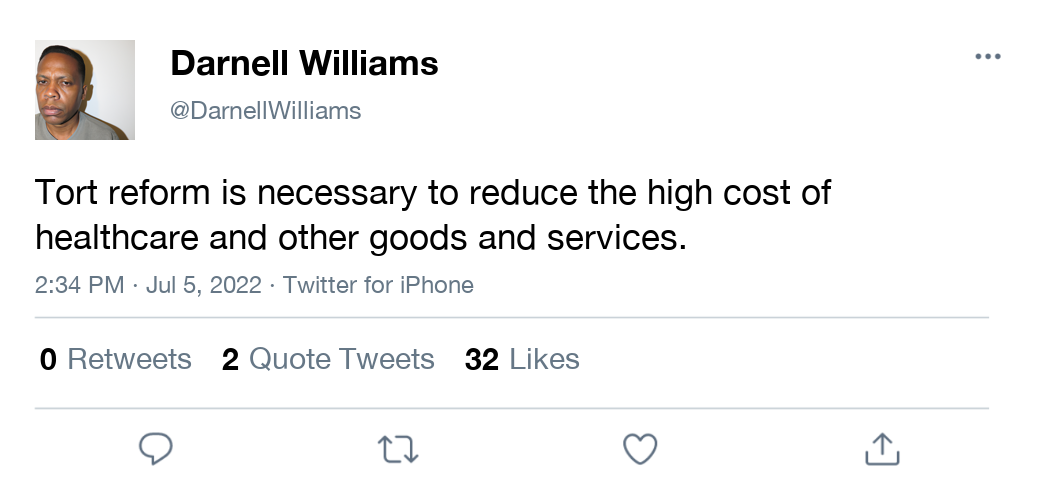 Darnell Williams
@DarnellWilliams
Tort reform is necessary to reduce the high cost of
healthcare and other goods and services.
2:34 PM · Jul 5, 2022 · Twitter for iPhone
0 Retweets 2 Quote Tweets 32 Likes